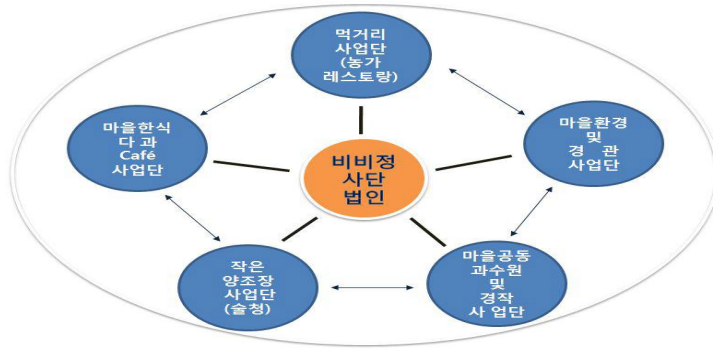 먹거리
사업단
(농가
레스토랑)
마을한식
다 과
Café
사업단
마을환경
및
경 관
사업단
비비정
사단
법인
작은
양조장
사업단
(술청)
마을공동
과수원
및
경작
사 업단